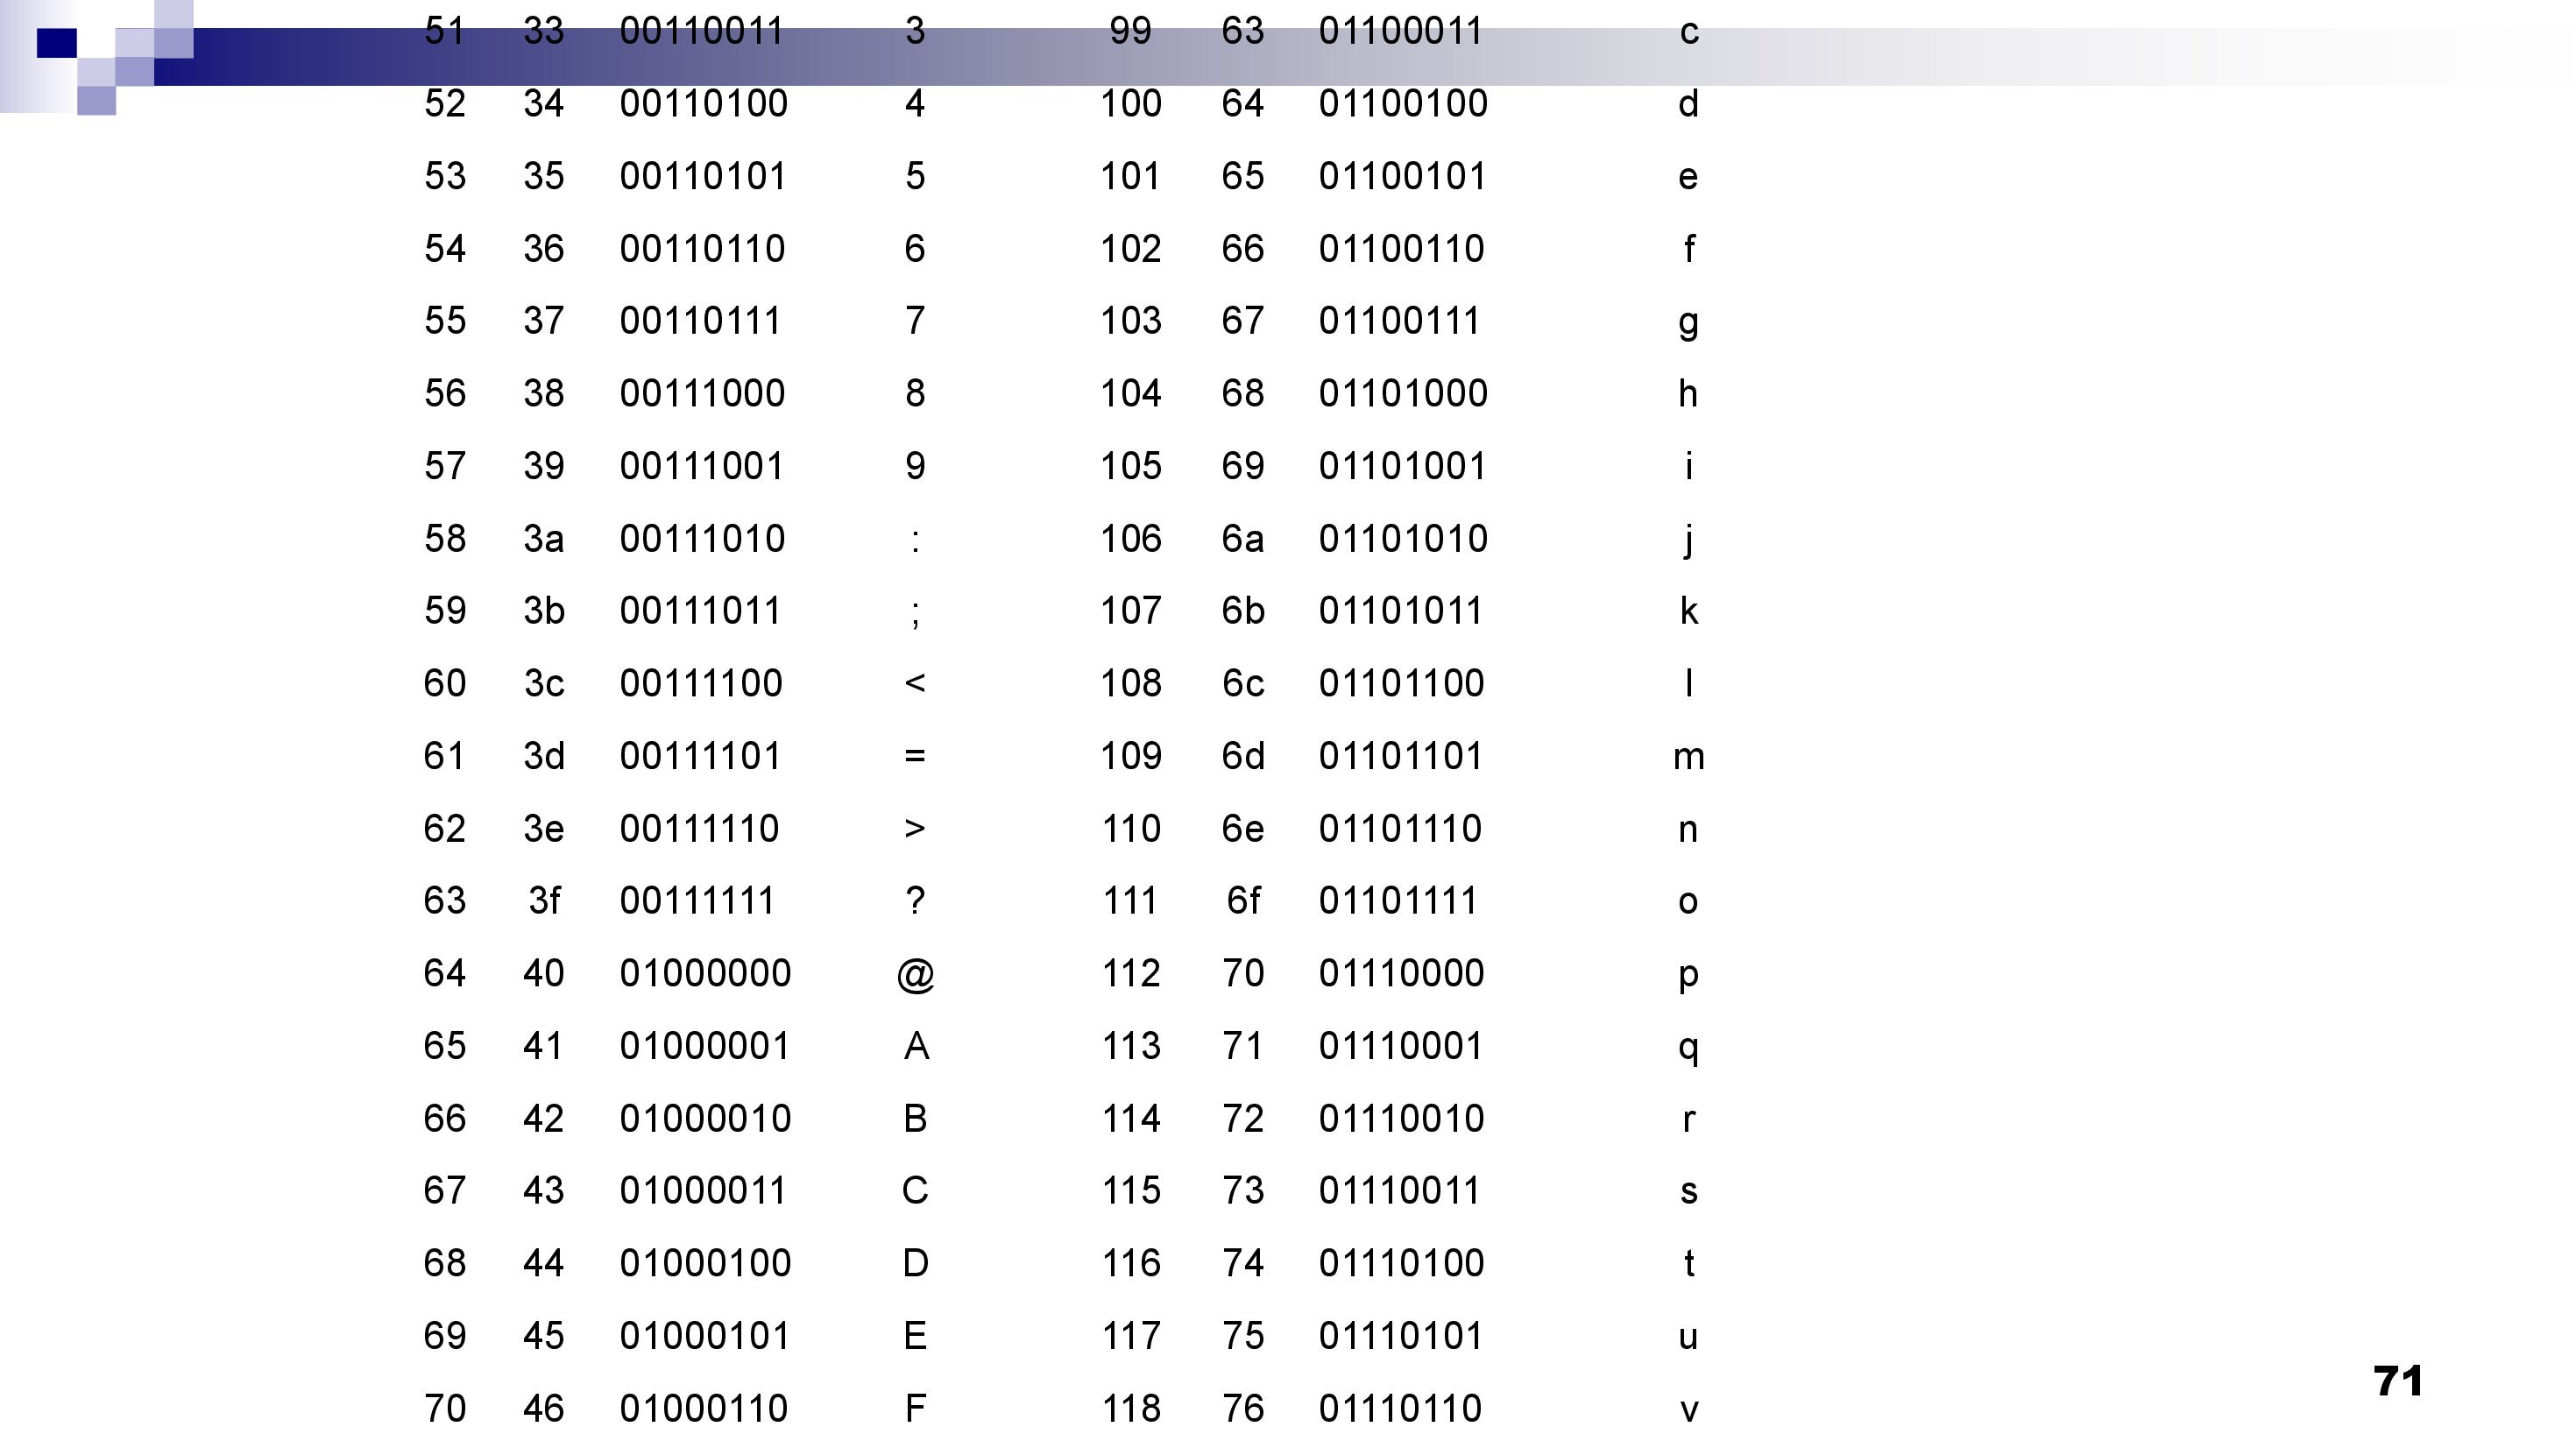 51 33 00110011 3 99 63 01100011 c
52 34 00110100 4 100 64 01100100 d
53 35 00110101 5 101 65 01100101 e
54 36 00110110 6 102 66 01100110 f
55 37 00110111 7 103 67 01100111 g
56 38 00111000 8 104 68 01101000 h
57 39 00111001 9 105 69 01101001 i
58 3a 00111010 : 106 6a 01101010 j
59 3b 00111011 ; 107 6b 01101011 k
60 3c 00111100 < 108 6c 01101100 l
61 3d 00111101 = 109 6d 01101101 m
62 3e 00111110 > 110 6e 01101110 n
63 3f 00111111 ? 111 6f 01101111 o
64 40 01000000 @ 112 70 01110000 p
65 41 01000001 A 113 71 01110001 q
66 42 01000010 B 114 72 01110010 r
67 43 01000011 C 115 73 01110011 s
68 44 01000100 D 116 74 01110100 t
69 45 01000101 E 117 75 01110101 u
70 46 01000110 F 118 76 01110110 v
71